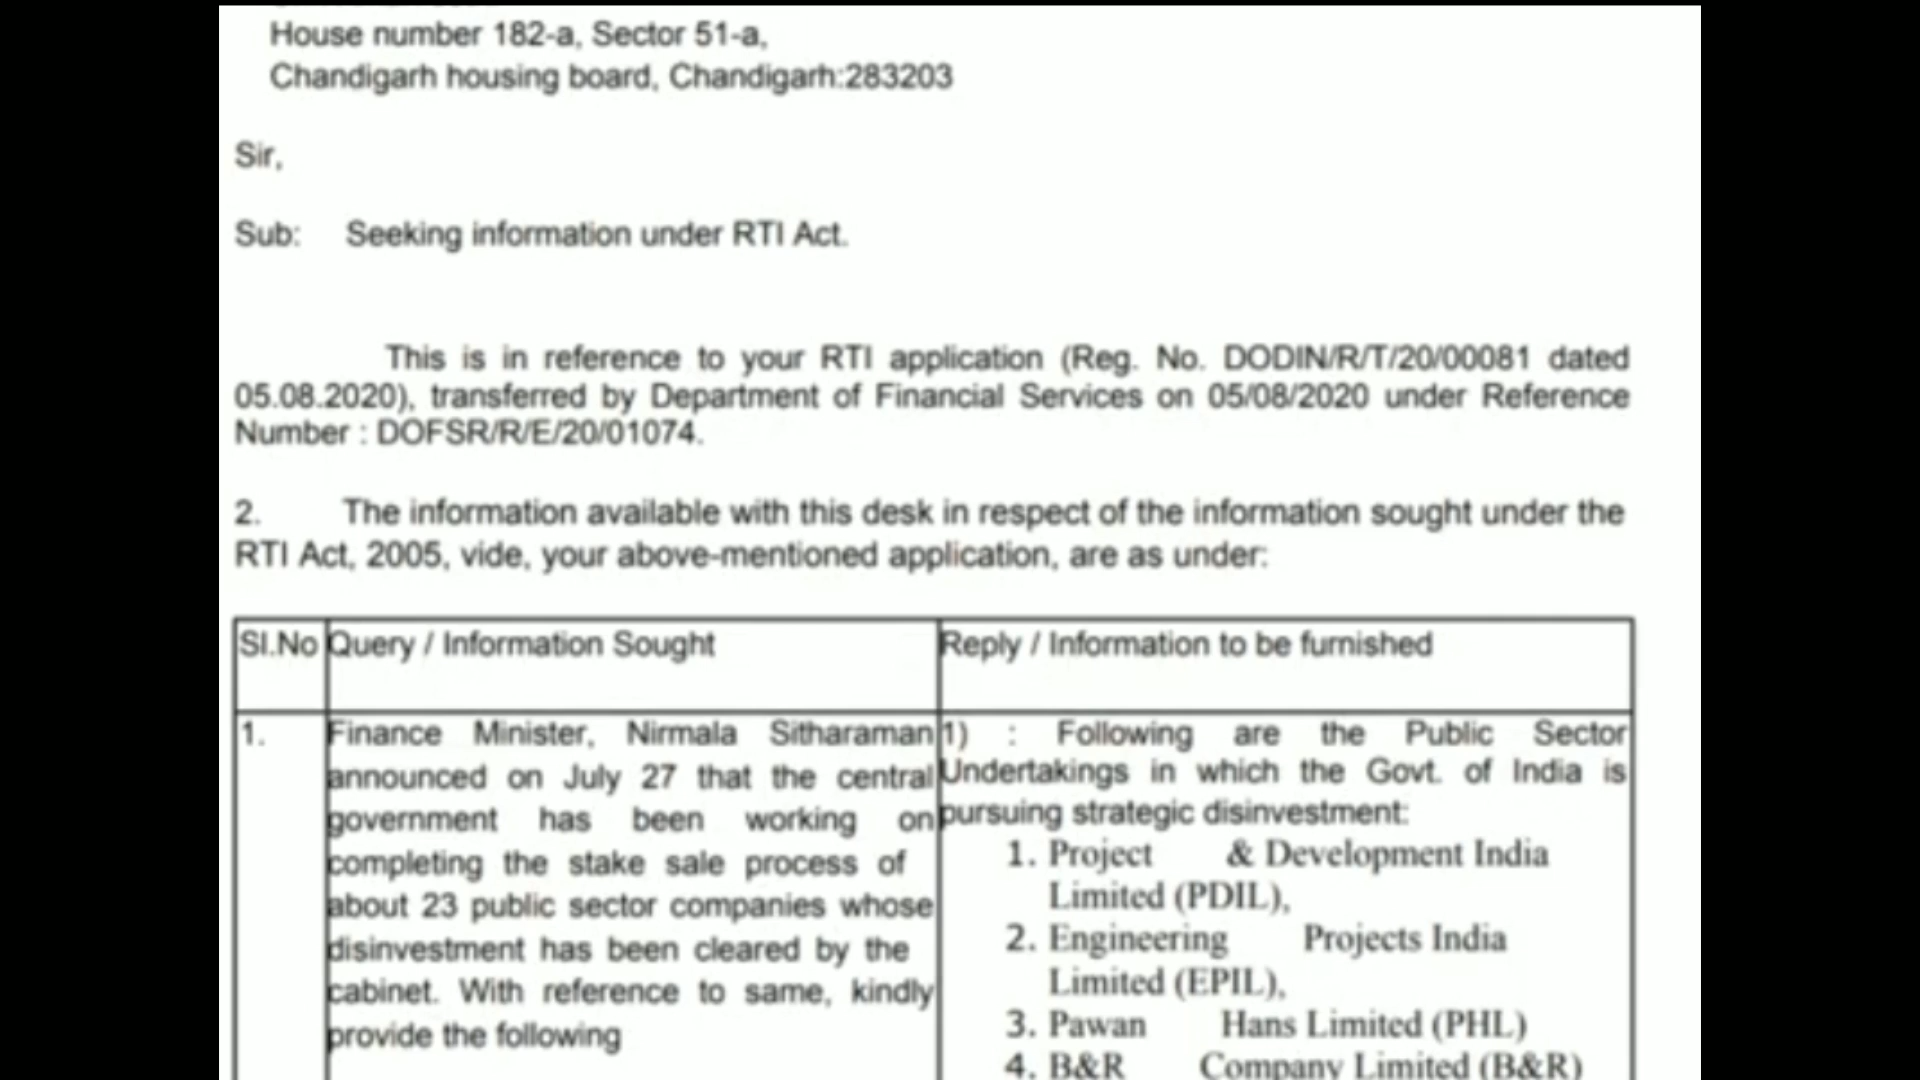 House number 182-a, Sector 51-a,
Chandigarh housing board, Chandigarh:283203
Sir,
Sub: Seeking information under RTI Act.
This is in reference to your RTI application (Reg. No. DODIN/R/T/20/00081 dated
05.08.2020), transferred by Department of Financial Services on 05/08/2020 under Reference
Number : DOFSR/R/E/20/01074.
2. The information available with this desk in respect of the information sought under the
RTI Act, 2005, vide, your above-mentioned application, are as under:
Sl.No Query / Information Sought Reply / Information to be furnished
1. Finance Minister, Nirmala Sitharaman
announced on July 27 that the central
government has been working on
completing the stake sale process of
about 23 public sector companies whose
disinvestment has been cleared by the
cabinet. With reference to same, kindly
provide the following
1) : Following are the Public Sector
Undertakings in which the Govt. of India is
pursuing strategic disinvestment:
1. Project & Development India
Limited (PDIL),
2. Engineering Projects India
Limited (EPIL),
3. Pawan Hans Limited (PHL)
4. B&R Company Limited (B&R)